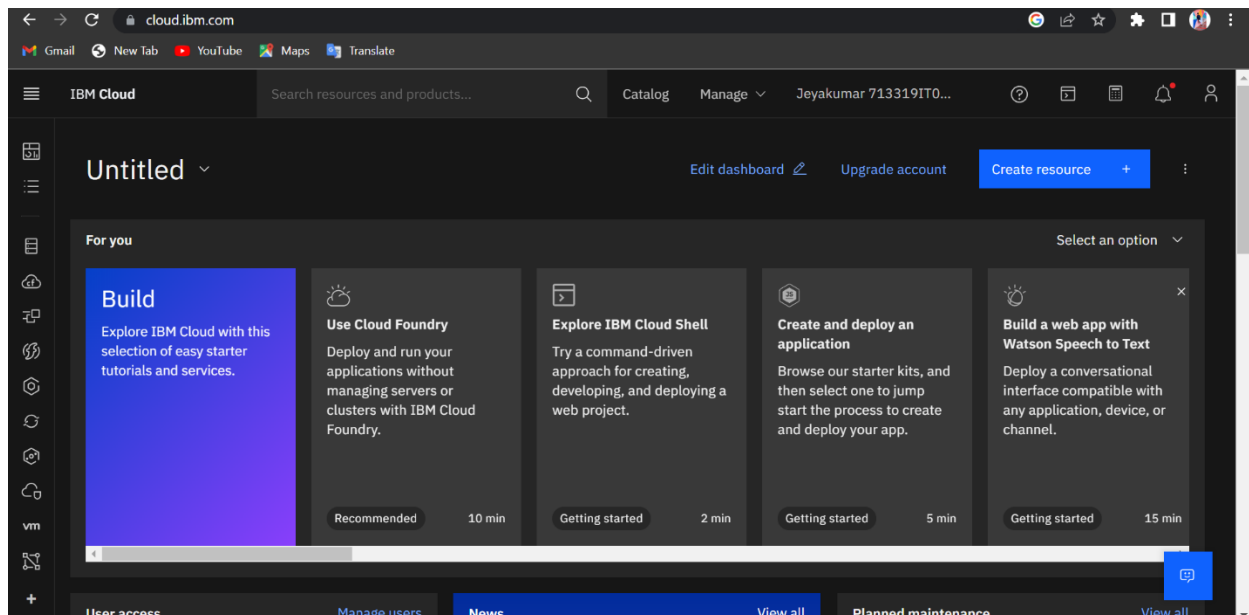 cloud.ibm.com
Gmail New Tab YouTube Maps Translate
IBM Cloud Search resources and products... Catalog Manage Jeyakumar 713319IT0...
Untitled Edit dashboard Upgrade account Create resource +
For you Select an option
Build
Explore IBM Cloud with this
selection of easy starter
tutorials and services.
Use Cloud Foundry
Deploy and run your
applications without
managing servers or
clusters with IBM Cloud
Foundry.
Recommended 10 min
Explore IBM Cloud Shell
Try a command-driven
approach for creating,
developing, and deploying a
web project.
Getting started 2 min
Create and deploy an
application
Browse our starter kits, and
then select one to jump
start the process to create
and deploy your app.
Getting started 5 min
Build a web app with
Watson Speech to Text
Deploy a conversational
interface compatible with
any application, device, or
channel.
Getting started 15 min
vm
User access Manage users News View all Planned maintenance View all